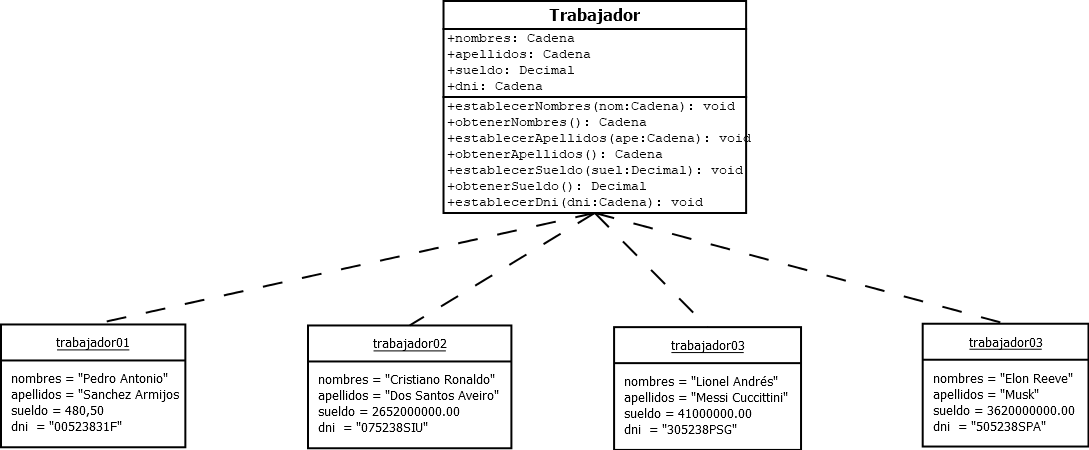 Trabajador
+nombres: Cadena
+apellidos: Cadena
+sueldo: Decimal
+dni: Cadena
+establecerNombres(nom:Cadena): void
+obtenerNombres(): Cadena
+establecerApellidos(ape:Cadena): void
+obtenerApellidos(): Cadena
+establecerSueldo(suel:Decimal): void
+obtenerSueldo(): Decimal
+establecerDni(dni:Cadena): void
trabajador01
nombres = "Pedro Antonio"
apellidos = "Sanchez Armijos
sueldo = 480,50
dni = "00523831F"
trabajador02
nombres = "Cristiano Ronaldo"
apellidos = "Dos Santos Aveiro"
sueldo = 2652000000.00
dni = "075238SIU"
trabajador03
nombres = "Lionel Andrés"
apellidos = "Messi Cuccittini"
sueldo = 41000000.00
dni = "305238PSG"
trabajador03
nombres = "Elon Reeve"
apellidos = "Musk"
sueldo = 3620000000.00
dni = "505238SPA"